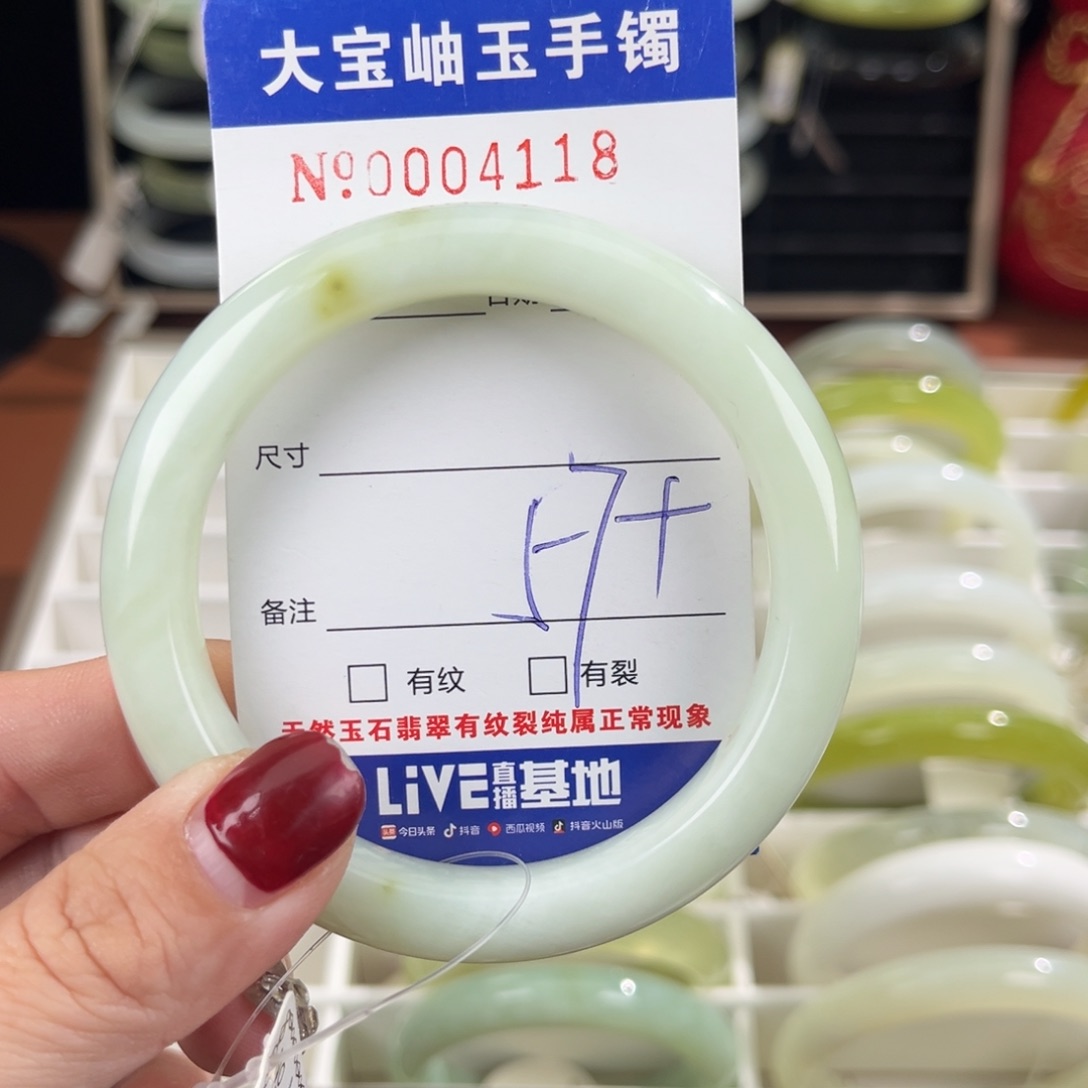 大宝岫玉手镯
Nº0004118
尺寸
57+
备注
□ 有纹 □ 有裂
天然玉石翡翠有纹裂纯属正常现象
LiVE直播基地
头条 今日头条 抖音 西瓜视频 抖音火山版